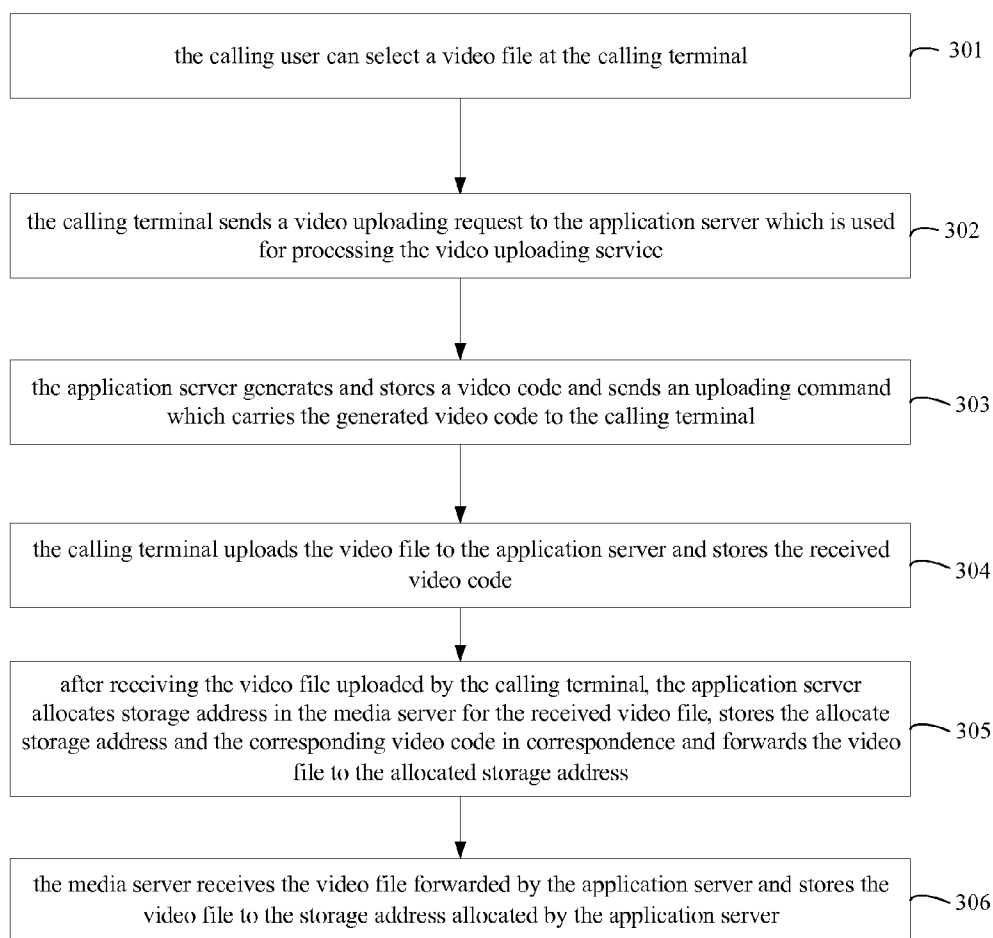 the calling user can select a video file at the calling terminal
301
the calling terminal sends a video uploading request to the application server which is used
for processing the video uploading service
302
the application server generates and stores a video code and sends an uploading command
which carries the generated video code to the calling terminal
303
the calling terminal uploads the video file to the application server and stores the received
video code
304
after receiving the video file uploaded by the calling terminal, the application server
allocates storage address in the media server for the received video file, stores the allocate
storage address and the corresponding video code in correspondence and forwards the video
file to the allocated storage address
305
the media server receives the video file forwarded by the application server and stores the
video file to the storage address allocated by the application server
306